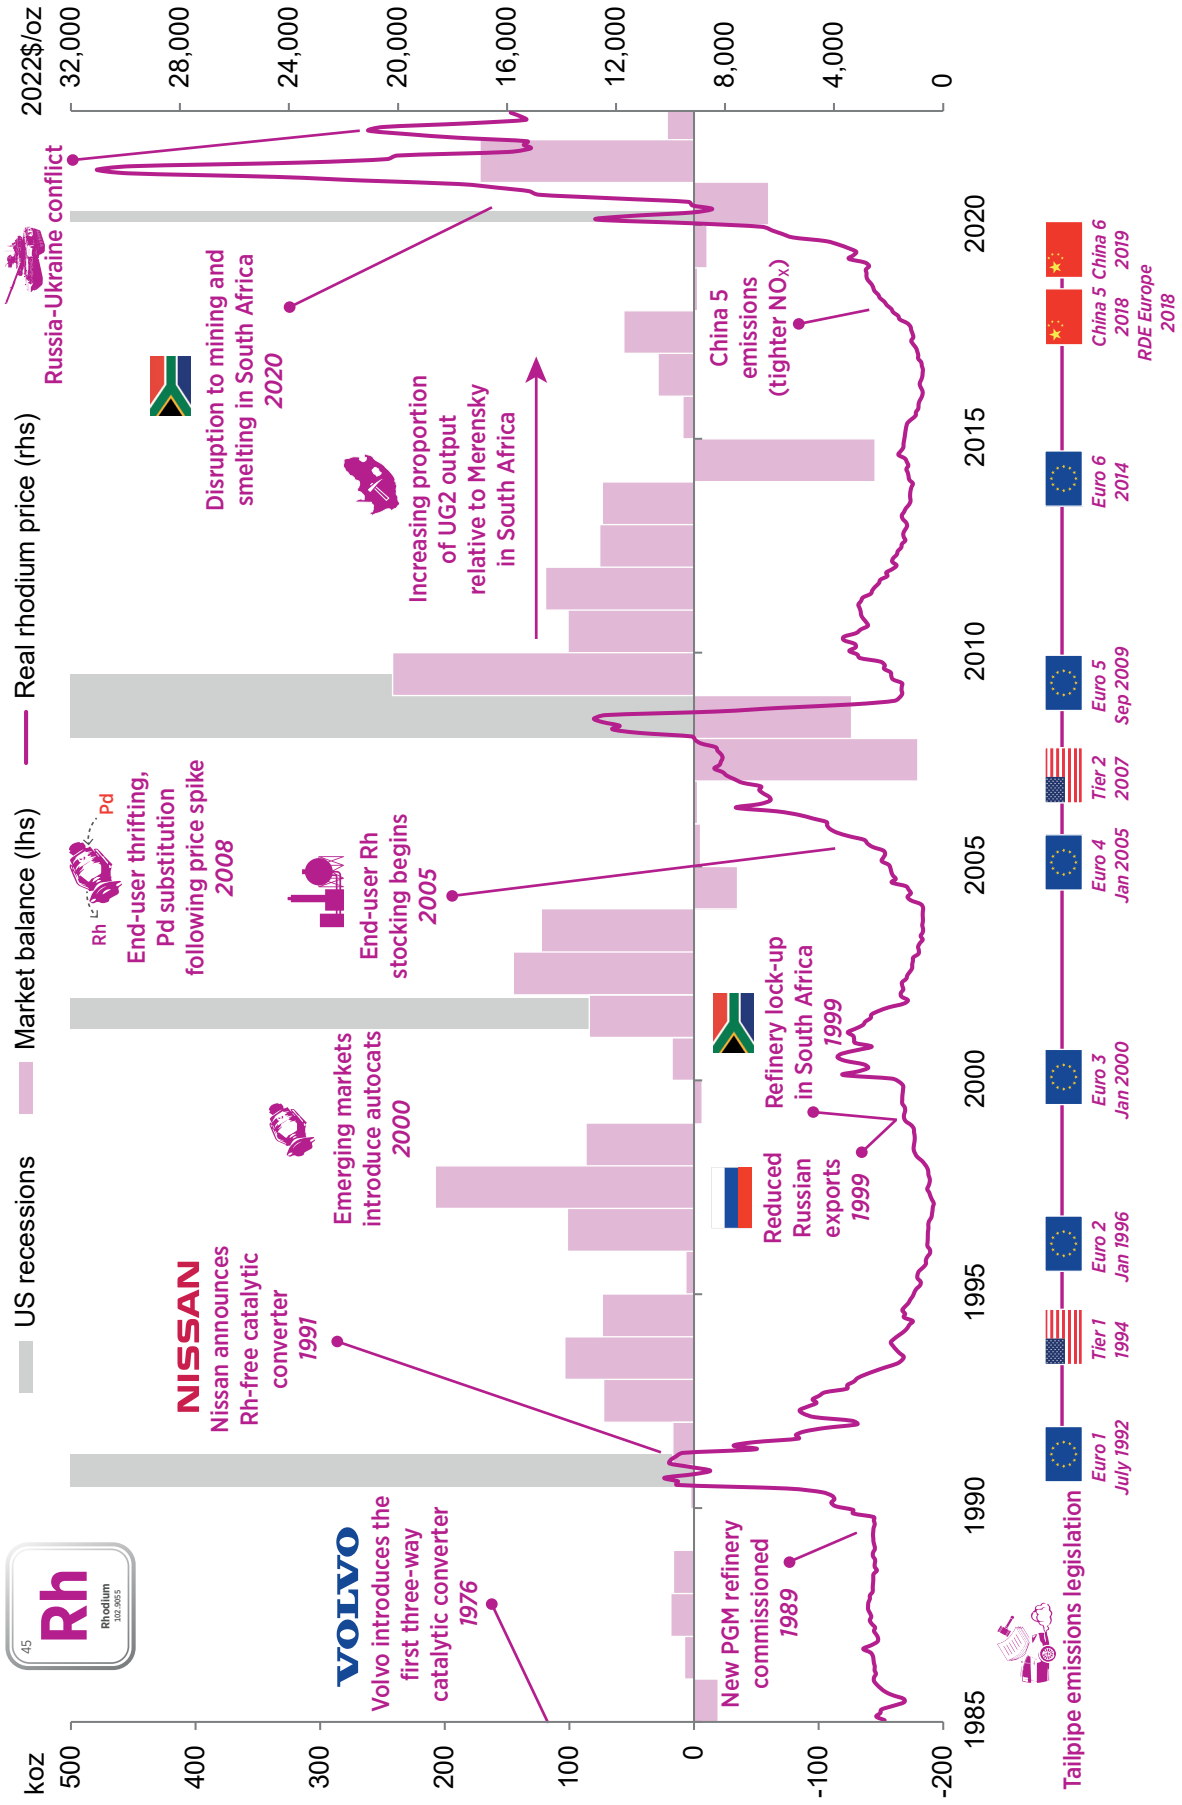 45
Rh
Rhodium
102.9055
US recessions
Market balance (lhs)
Real rhodium price (rhs)
koz
2022$/oz
500
400
300
200
100
0
-100
-200
32,000
28,000
24,000
20,000
16,000
12,000
8,000
4,000
0
1985
1990
1995
2000
2005
2010
2015
2020
VOLVO
Volvo introduces the
first three-way
catalytic converter
1976
New PGM refinery
commissioned
1989
NISSAN
Nissan announces
Rh-free catalytic
converter
1991
Emerging markets
introduce autocats
2000
Reduced
Russian
exports
1999
Refinery lock-up
in South Africa
1999
Rh
Pd
End-user thrifting,
Pd substitution
following price spike
2008
End-user Rh
stocking begins
2005
Increasing proportion
of UG2 output
relative to Merensky
in South Africa
Disruption to mining and
smelting in South Africa
2020
Russia-Ukraine conflict
China 5
emissions
(tighter NOX)
Tailpipe emissions legislation
Euro 1
July 1992
Tier 1
1994
Euro 2
Jan 1996
Euro 3
Jan 2000
Euro 4
Jan 2005
Tier 2
2007
Euro 5
Sep 2009
Euro 6
2014
China 5
2018
RDE Europe
2018
China 6
2019